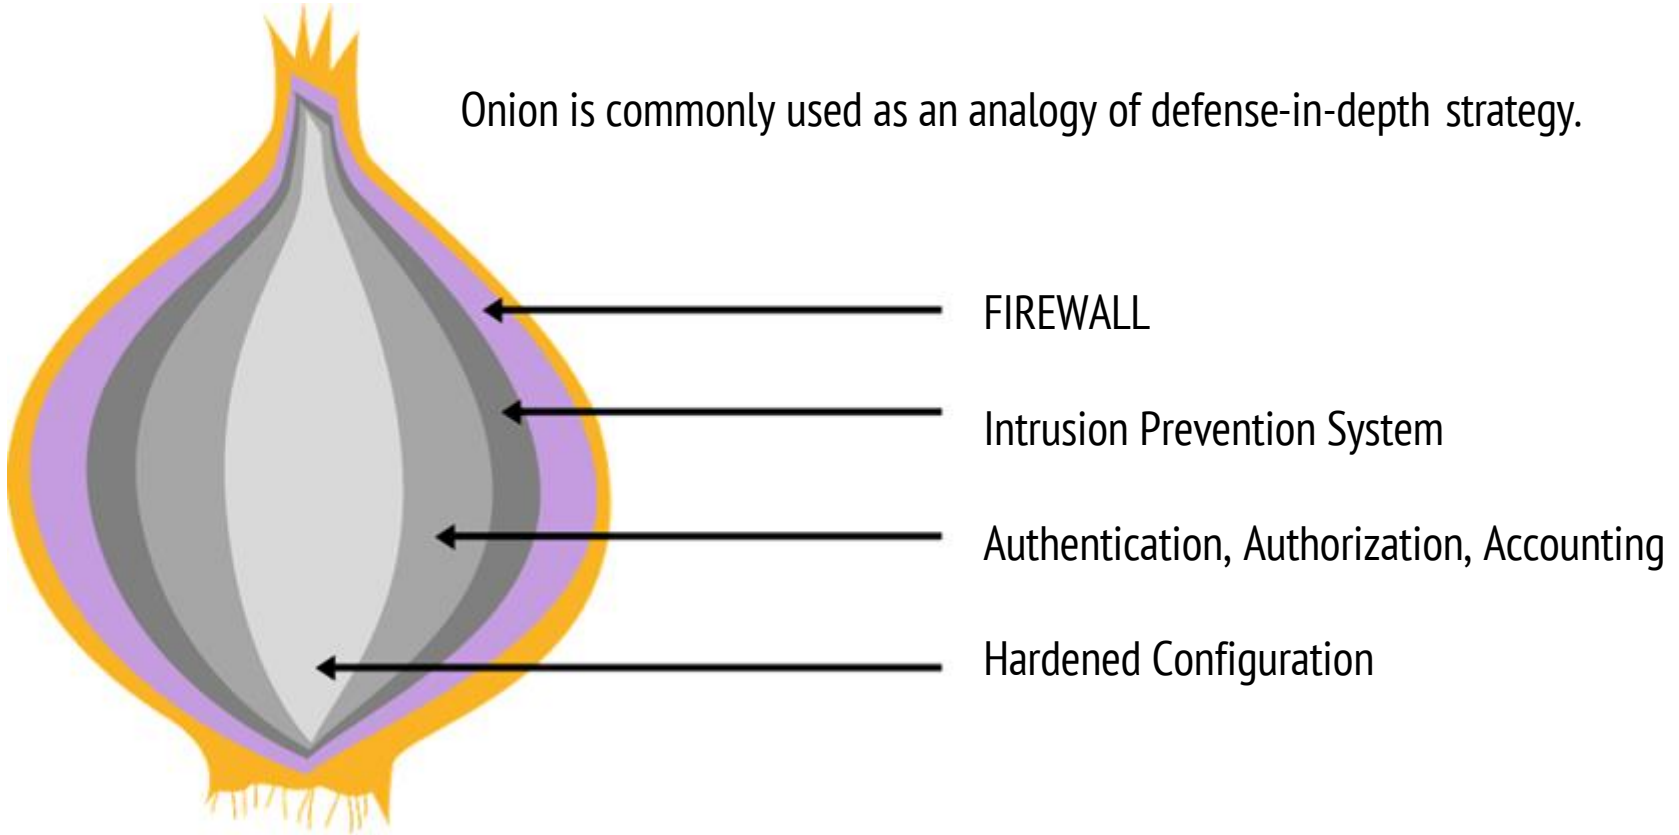 Onion is commonly used as an analogy of defense-in-depth strategy.
FIREWALL
Intrusion Prevention System
Authentication, Authorization, Accounting
Hardened Configuration